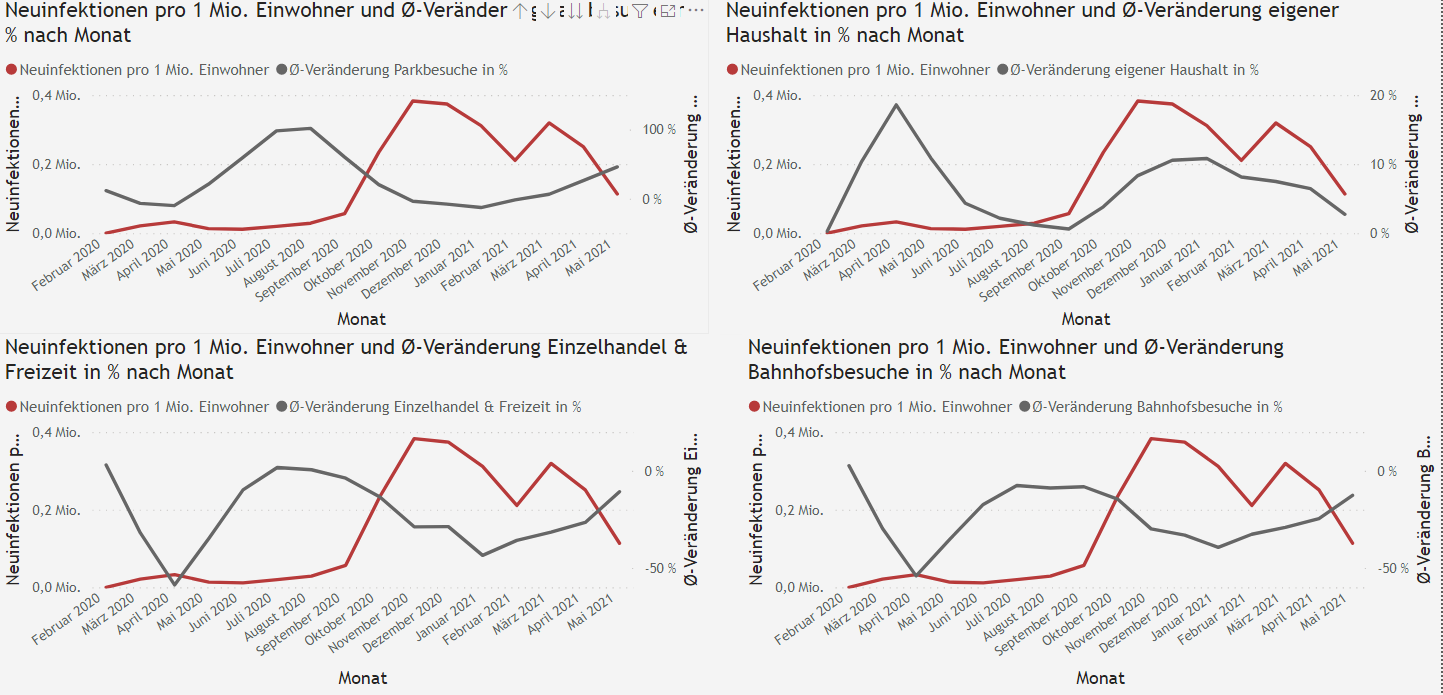 Neuinfektionen pro 1 Mio. Einwohner und Ø-Veränder
% nach Monat
Neuinfektionen pro 1 Mio. Einwohner Ø-Veränderung Parkbesuche in %
0,4 Mio.
0,2 Mio.
0,0 Mio.
Neuinfektionen...
100 %
0 %
Ø-Veränderung ...
Februar 2020
März 2020
April 2020
Mai 2020
Juni 2020
Juli 2020
August 2020
September 2020
Oktober 2020
November 2020
Dezember 2020
Januar 2021
Februar 2021
März 2021
April 2021
Mai 2021
Monat
Neuinfektionen pro 1 Mio. Einwohner und Ø-Veränderung eigener
Haushalt in % nach Monat
Neuinfektionen pro 1 Mio. Einwohner Ø-Veränderung eigener Haushalt in %
0,4 Mio.
0,2 Mio.
0,0 Mio.
Neuinfektionen...
20 %
10 %
0 %
Ø-Veränderung ...
Februar 2020
März 2020
April 2020
Mai 2020
Juni 2020
Juli 2020
August 2020
September 2020
Oktober 2020
November 2020
Dezember 2020
Januar 2021
Februar 2021
März 2021
April 2021
Mai 2021
Monat
Neuinfektionen pro 1 Mio. Einwohner und Ø-Veränderung Einzelhandel &
Freizeit in % nach Monat
Neuinfektionen pro 1 Mio. Einwohner Ø-Veränderung Einzelhandel & Freizeit in %
0,4 Mio.
0,2 Mio.
0,0 Mio.
Neuinfektionen p...
0 %
-50 %
Ø-Veränderung Ei...
Februar 2020
März 2020
April 2020
Mai 2020
Juni 2020
Juli 2020
August 2020
September 2020
Oktober 2020
November 2020
Dezember 2020
Januar 2021
Februar 2021
März 2021
April 2021
Mai 2021
Monat
Neuinfektionen pro 1 Mio. Einwohner und Ø-Veränderung
Bahnhofsbesuche in % nach Monat
Neuinfektionen pro 1 Mio. Einwohner Ø-Veränderung Bahnhofsbesuche in %
0,4 Mio.
0,2 Mio.
0,0 Mio.
Neuinfektionen p...
0 %
-50 %
Ø-Veränderung B...
Februar 2020
März 2020
April 2020
Mai 2020
Juni 2020
Juli 2020
August 2020
September 2020
Oktober 2020
November 2020
Dezember 2020
Januar 2021
Februar 2021
März 2021
April 2021
Mai 2021
Monat